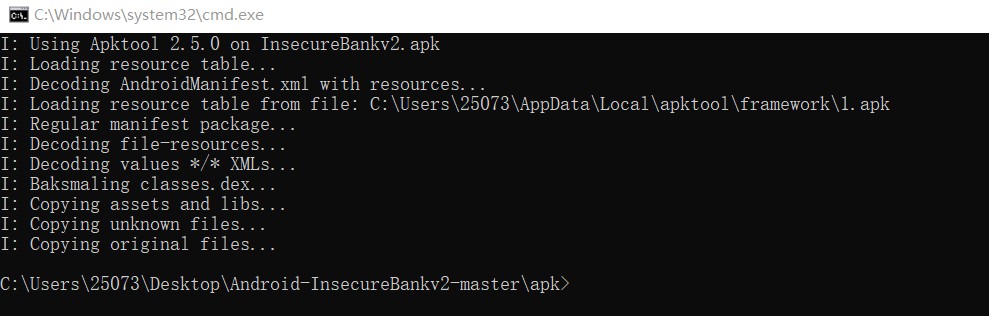 C:\Windows\system32\cmd.exe
I: Using Apktool 2.5.0 on InsecureBankv2.apk
I: Loading resource table...
I: Decoding AndroidManifest.xml with resources...
I: Loading resource table from file: C:\Users\25073\AppData\Local\apktool\framework\1.apk
I: Regular manifest package...
I: Decoding file-resources...
I: Decoding values */* XMLs...
I: Baksmaling classes.dex...
I: Copying assets and libs...
I: Copying unknown files...
I: Copying original files...
C:\Users\25073\Desktop\Android-InsecureBankv2-master\apk>